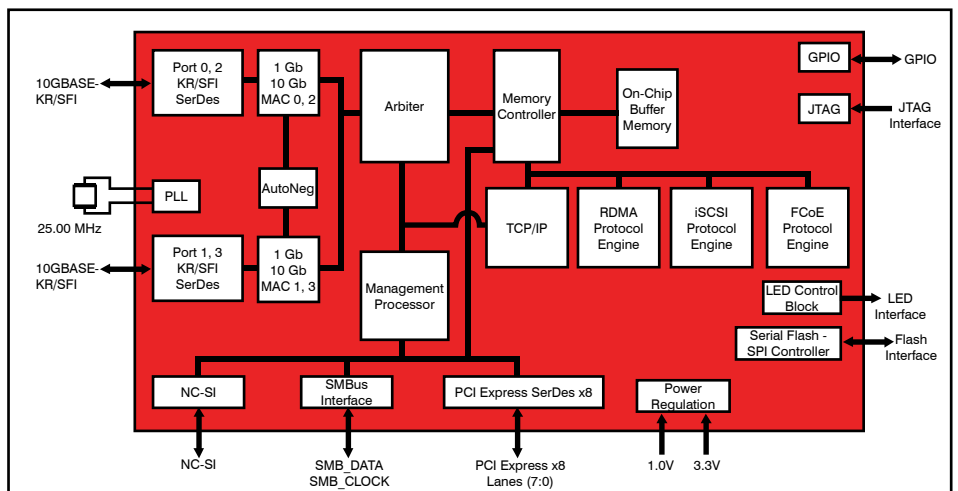 10GBASE-
KR/SFI
Port 0, 2
KR/SFI
SerDes
1 Gb
10 Gb
MAC 0, 2
Arbiter
Memory
Controller
On-Chip
Buffer
Memory
GPIO
GPIO
JTAG
JTAG
Interface
PLL
25.00 MHz
AutoNeg
TCP/IP
RDMA
Protocol
Engine
iSCSI
Protocol
Engine
FCoE
Protocol
Engine
10GBASE-
KR/SFI
Port 1, 3
KR/SFI
SerDes
1 Gb
10 Gb
MAC 1, 3
Management
Processor
LED Control
Block
LED
Interface
Serial Flash -
SPI Controller
Flash
Interface
NC-SI
SMBus
Interface
PCI Express SerDes x8
Power
Regulation
NC-SI
SMB_DATA
SMB_CLOCK
PCI Express x8
Lanes (7:0)
1.0V
3.3V